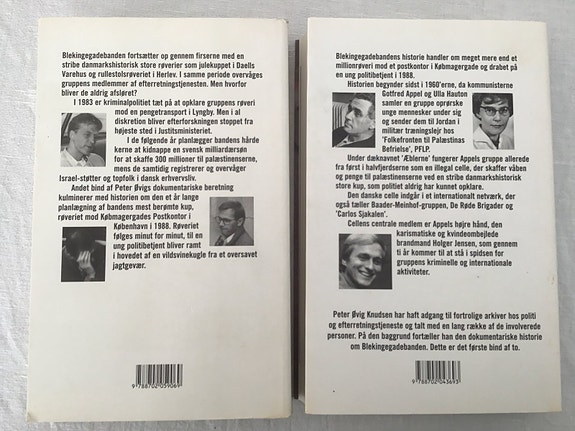 Blekingegadebanden fortsætter op gennem firserne med en
stribe danmarkshistorisk store røverier som julekuppet i Daells
Varehus og rullestolsrøveriet i Herlev. I samme periode overvåges
gruppens medlemmer af efterretningstjenesten. Men hvorfor
bliver de aldrig afsløret?
I 1983 er kriminalpolitiet tæt på at opklare gruppens røveri
mod en pengetransport i Lyngby. Men i al
diskretion bliver efterforskningen stoppet fra
højeste sted i Justitsministeriet.
I de følgende år planlægger bandens hårde
kerne at kidnappe en svensk milliardærsøn
for at skaffe 300 millioner til palæstinenserne,
mens de samtidig registrerer og overvåger
Israel-støtter og topfolk i dansk erhvervsliv.
Andet bind af Peter Øvigs dokumentariske beretning
kulminerer med historien om den et år lange
planlægning af bandens mest berømte kup,
røveriet mod Købmagergades Postkontor i
København i 1988. Røveriet
følges minut for minut, til en
ung politibetjent bliver ramt
i hovedet af en vildsvinekugle fra et oversavet
jagtgevær.
9 788702 059069
Blekingegadebandens historie handler om meget mere end et
millionrøveri mod et postkontor i Købmagergade og drabet på
en ung politibetjent i 1988.
Historien begynder sidst i 1960'erne, da kommunisterne
Gotfred Appel og Ulla Hauton
samler en gruppe oprørske
unge mennesker under sig
og sender dem til Jordan i
militær træningslejr hos
'Folkefronten til Palæstinas
Befrielse', PFLP.
Under dæknavnet 'Æblerne' fungerer Appels gruppe allerede
fra først i halvfjerdserne som en illegal celle, der skaffer våben
og penge til palæstinenserne ved en stribe danmarkshistorisk
store kup, som politiet aldrig har kunnet opklare.
Den danske celle indgår i et internationalt netværk, der
også tæller Baader-Meinhof-gruppen, De Røde Brigader og
'Carlos Sjakalen'.
Cellens centrale medlem er Appels højre hånd, den
karismatiske og kvindeombejlede
brandmand Holger Jensen, som gennem
ti år kommer til at stå i spidsen for
gruppens kriminelle og internationale
aktiviteter.
Peter Øvig Knudsen har haft adgang til fortrolige arkiver hos politi
og efterretningstjeneste og talt med en lang række af de involverede
personer. På den baggrund fortæller han den dokumentariske historie
om Blekingegadebanden. Dette er det første bind af to.
9 788702 043693